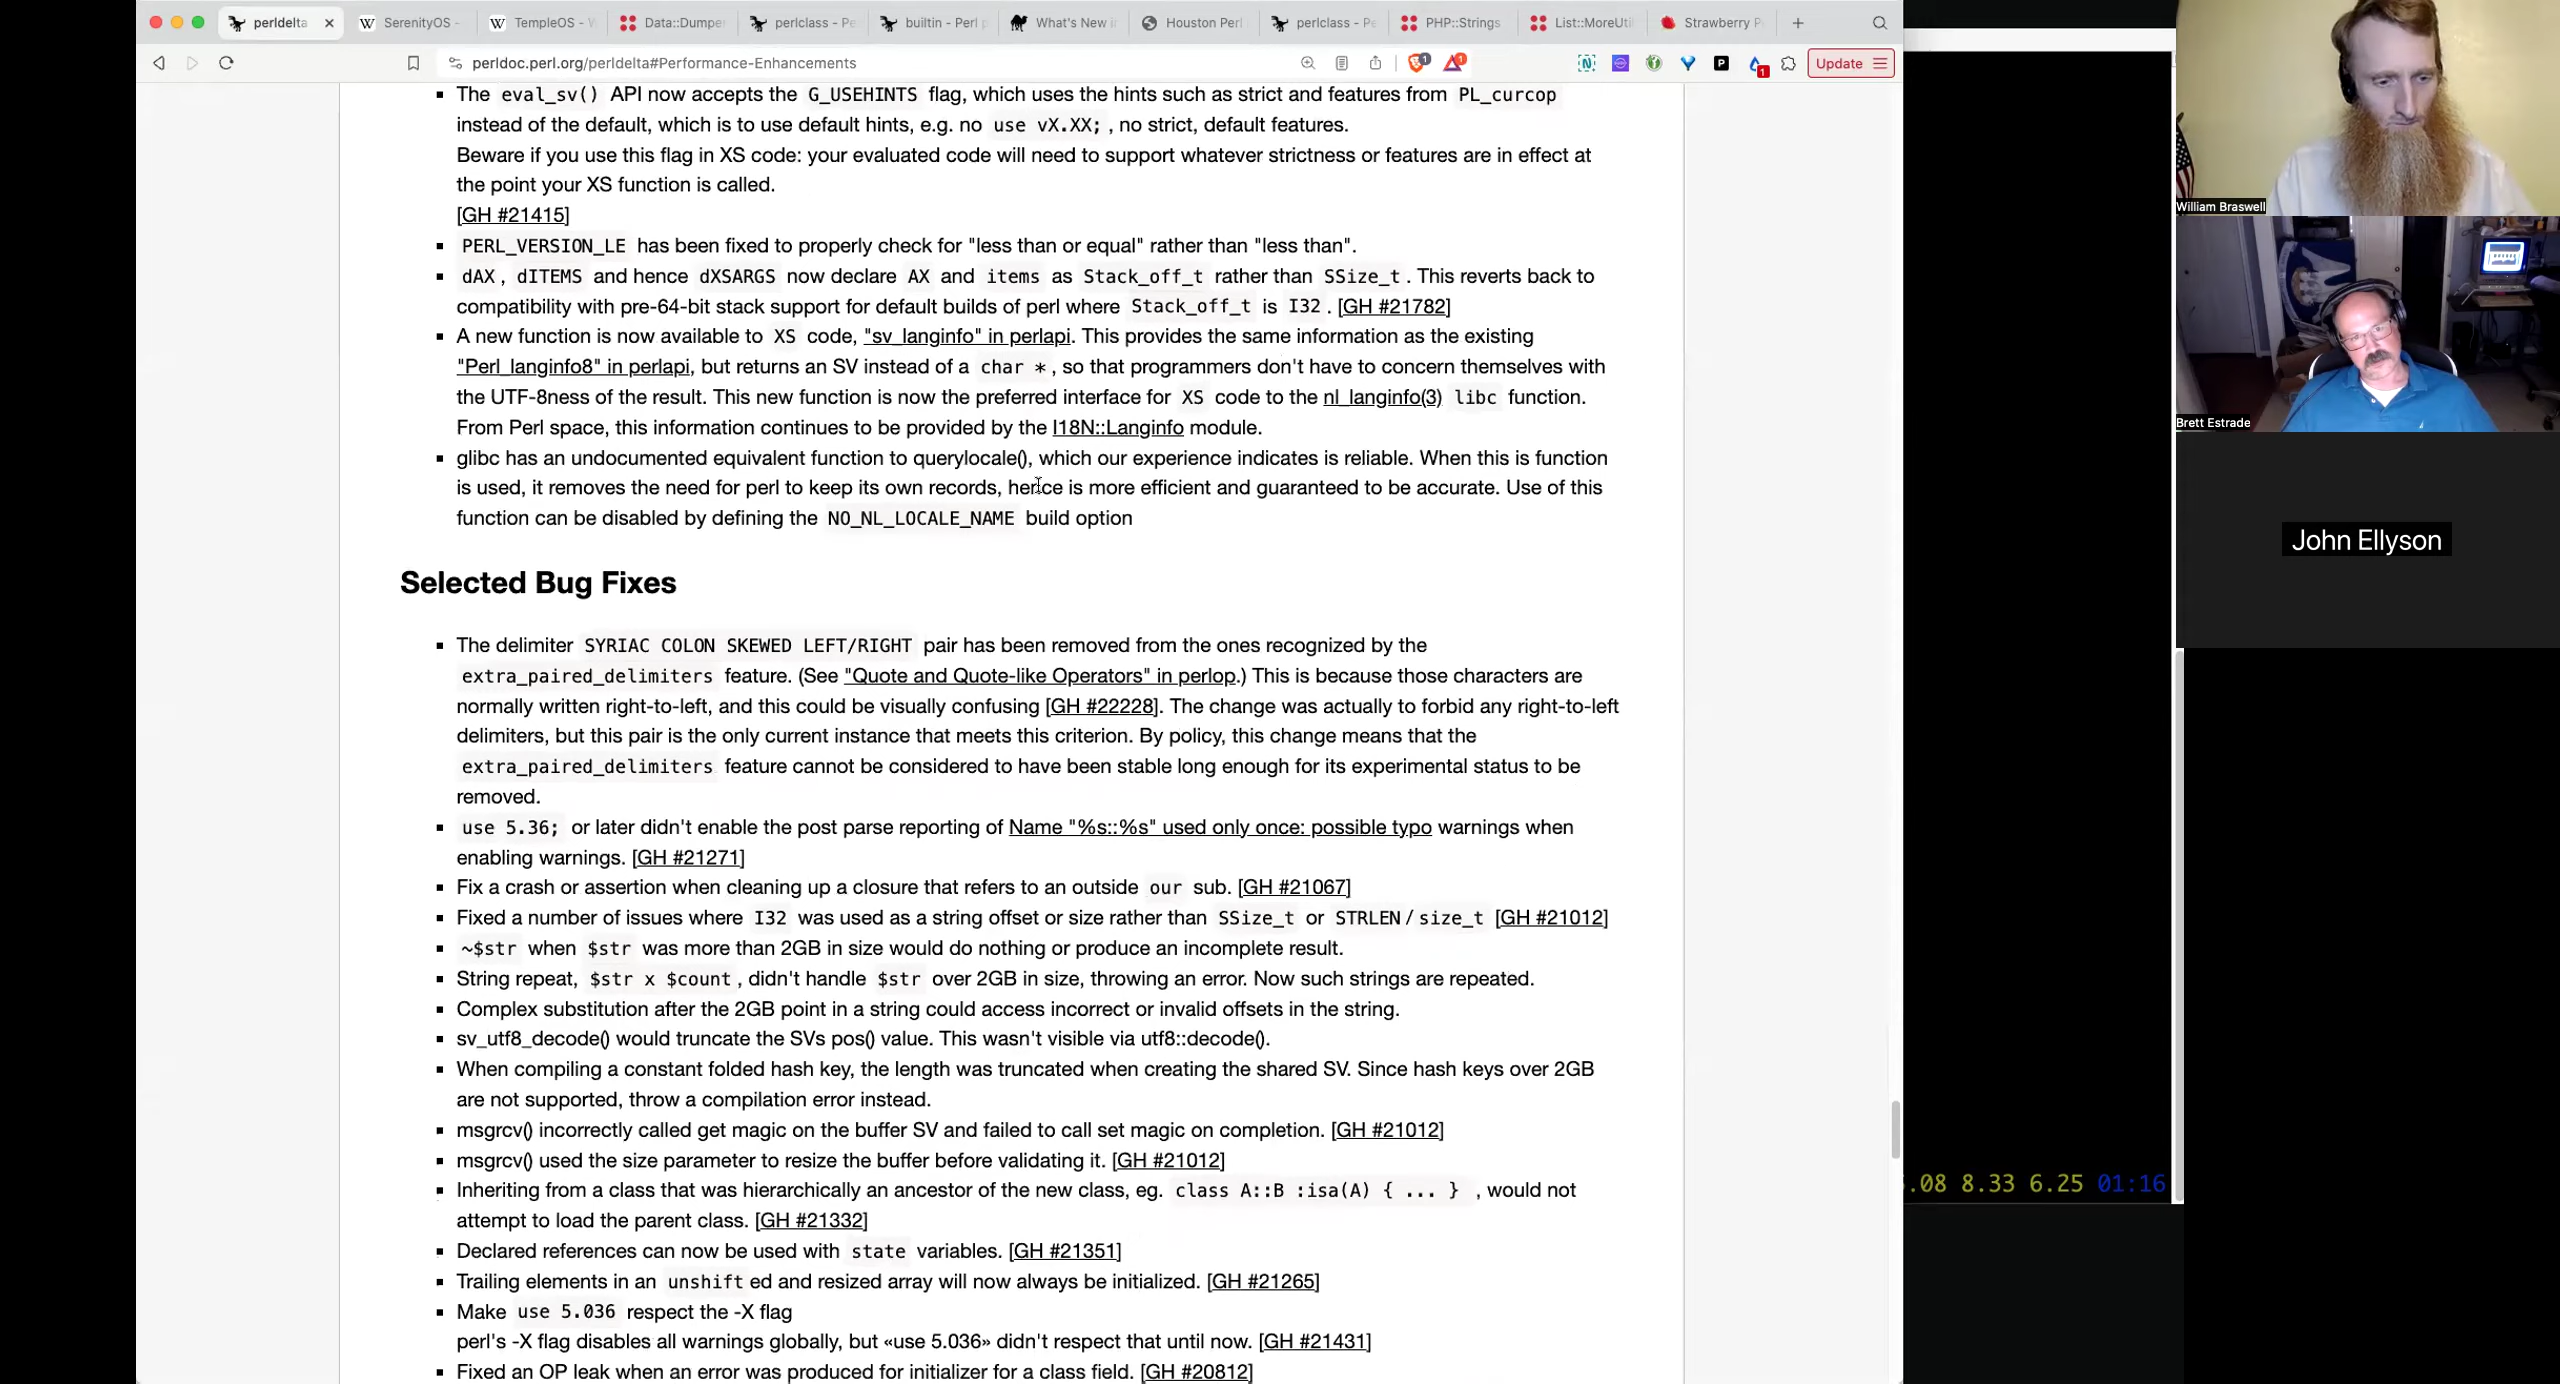 perldelta
SerenityOS -
TempleOS - W
Data::Dumper
perlclass - Pe
builtin - Perl p
What's New i
Houston Perl
perlclass - Pe
PHP::Strings
List::MoreUti
Strawberry P
perldoc.perl.org/perldelta#Performance-Enhancements
Update
▪ The eval_sv() API now accepts the G_USEHINTS flag, which uses the hints such as strict and features from PL_curcop
instead of the default, which is to use default hints, e.g. no use vX.XX; , no strict, default features.
Beware if you use this flag in XS code: your evaluated code will need to support whatever strictness or features are in effect at
the point your XS function is called.
[GH #21415]
▪ PERL_VERSION_LE has been fixed to properly check for "less than or equal" rather than "less than".
▪ dAX, dITEMS and hence dXSARGS now declare AX and items as Stack_off_t rather than SSize_t. This reverts back to
compatibility with pre-64-bit stack support for default builds of perl where Stack_off_t is I32. [GH #21782]
▪ A new function is now available to XS code, "sv_langinfo" in perlapi. This provides the same information as the existing
"Perl_langinfo8" in perlapi, but returns an SV instead of a char *, so that programmers don't have to concern themselves with
the UTF-8ness of the result. This new function is now the preferred interface for XS code to the nl_langinfo(3) libc function.
From Perl space, this information continues to be provided by the I18N::Langinfo module.
▪ glibc has an undocumented equivalent function to querylocale(), which our experience indicates is reliable. When this is function
is used, it removes the need for perl to keep its own records, hence is more efficient and guaranteed to be accurate. Use of this
function can be disabled by defining the NO_NL_LOCALE_NAME build option
Selected Bug Fixes
▪ The delimiter SYRIAC COLON SKEWED LEFT/RIGHT pair has been removed from the ones recognized by the
extra_paired_delimiters feature. (See "Quote and Quote-like Operators" in perlop.) This is because those characters are
normally written right-to-left, and this could be visually confusing [GH #22228]. The change was actually to forbid any right-to-left
delimiters, but this pair is the only current instance that meets this criterion. By policy, this change means that the
extra_paired_delimiters feature cannot be considered to have been stable long enough for its experimental status to be
removed.
▪ use 5.36; or later didn't enable the post parse reporting of Name "%s::%s" used only once: possible typo warnings when
enabling warnings. [GH #21271]
▪ Fix a crash or assertion when cleaning up a closure that refers to an outside our sub. [GH #21067]
▪ Fixed a number of issues where I32 was used as a string offset or size rather than SSize_t or STRLEN/size_t [GH #21012]
▪ ~$str when $str was more than 2GB in size would do nothing or produce an incomplete result.
▪ String repeat, $str x $count, didn't handle $str over 2GB in size, throwing an error. Now such strings are repeated.
▪ Complex substitution after the 2GB point in a string could access incorrect or invalid offsets in the string.
▪ sv_utf8_decode() would truncate the SVs pos() value. This wasn't visible via utf8::decode().
▪ When compiling a constant folded hash key, the length was truncated when creating the shared SV. Since hash keys over 2GB
are not supported, throw a compilation error instead.
▪ msgrcv() incorrectly called get magic on the buffer SV and failed to call set magic on completion. [GH #21012]
▪ msgrcv() used the size parameter to resize the buffer before validating it. [GH #21012]
▪ Inheriting from a class that was hierarchically an ancestor of the new class, eg. class A::B :isa(A) { ... } , would not
attempt to load the parent class. [GH #21332]
▪ Declared references can now be used with state variables. [GH #21351]
▪ Trailing elements in an unshift ed and resized array will now always be initialized. [GH #21265]
▪ Make use 5.036 respect the -X flag
perl's -X flag disables all warnings globally, but «use 5.036» didn't respect that until now. [GH #21431]
▪ Fixed an OP leak when an error was produced for initializer for a class field. [GH #20812]
William Braswell
Brett Estrade
John Ellyson
.08 8.33 6.25 01:16